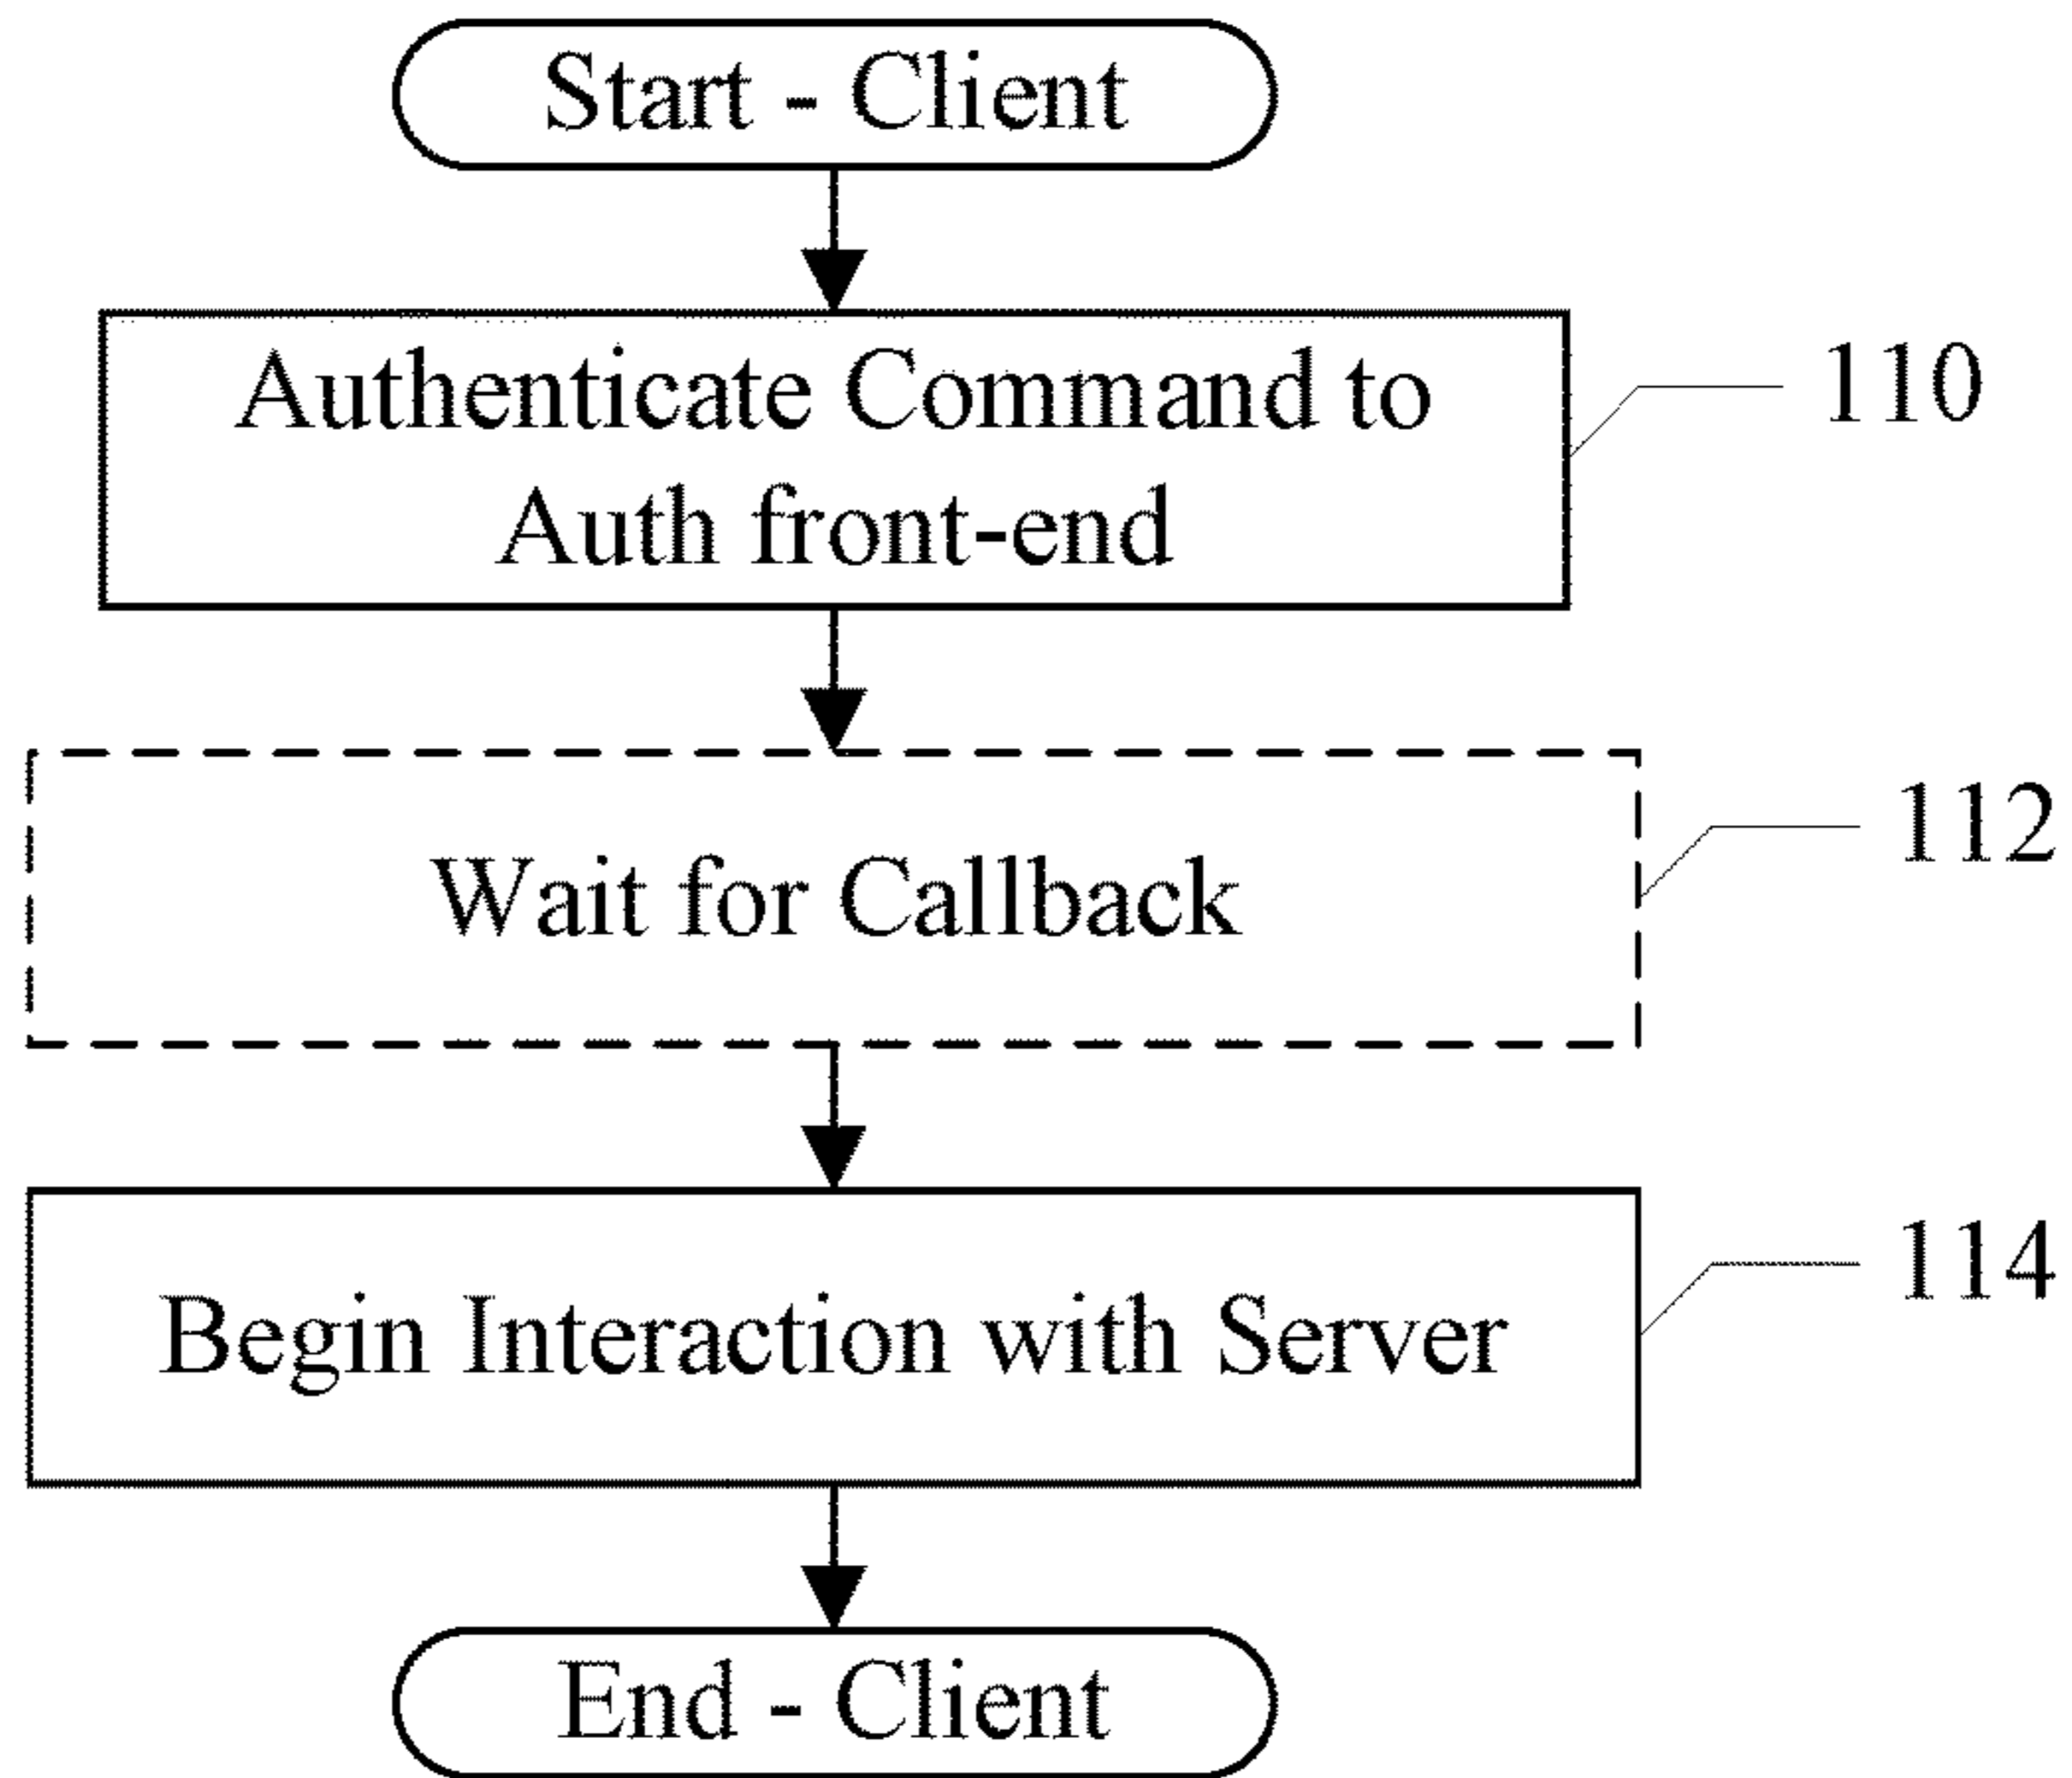 Start - Client
Authenticate Command to
Auth front-end
110
Wait for Callback
112
Begin Interaction with Server
114
End - Client